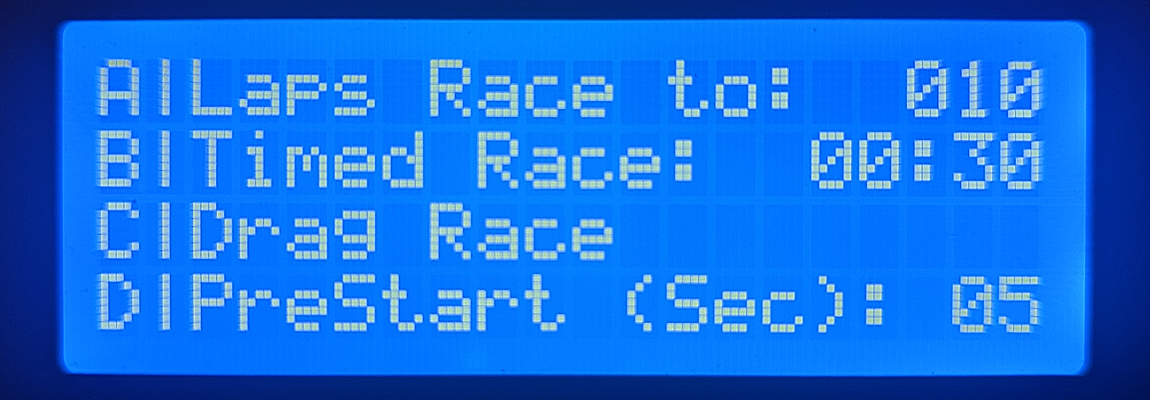 A|Laps Race to:  010
B|Timed Race:  00:30
C|Drag Race
D|PreStart (Sec): 05